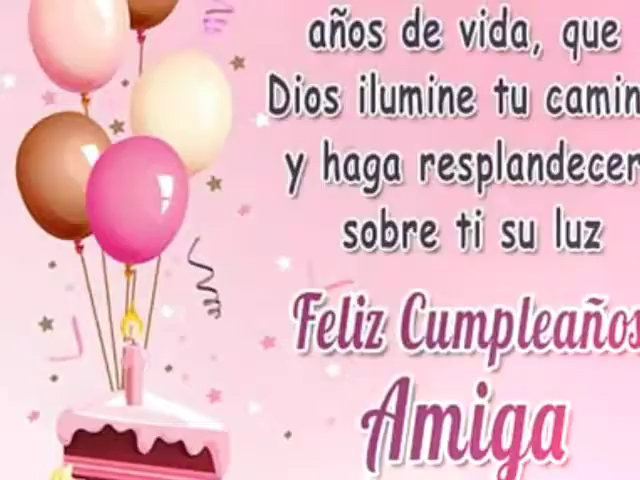 años de vida, que
Dios ilumine tu camin
y haga resplandecer
sobre ti su luz
Feliz Cumpleaños
Amiga